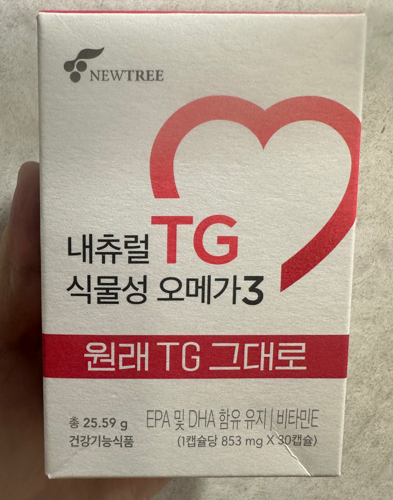 NEWTREE
내츄럴 TG
식물성 오메가3
원래 TG 그대로
총 25.59 g
건강기능식품
EPA 및 DHA 함유 유지 | 비타민E
(1캡슐당 853 mg X 30캡슐)